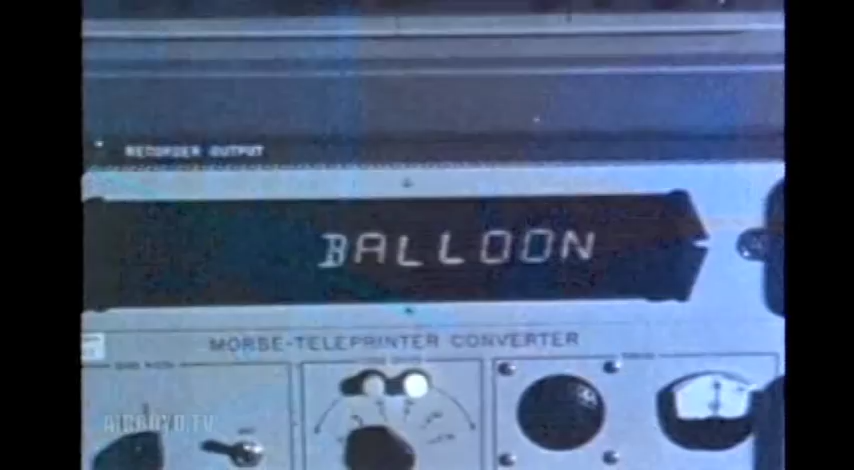 RECORDER OUTPUT
BALLOON
MORSE-TELEPRINTER CONVERTER